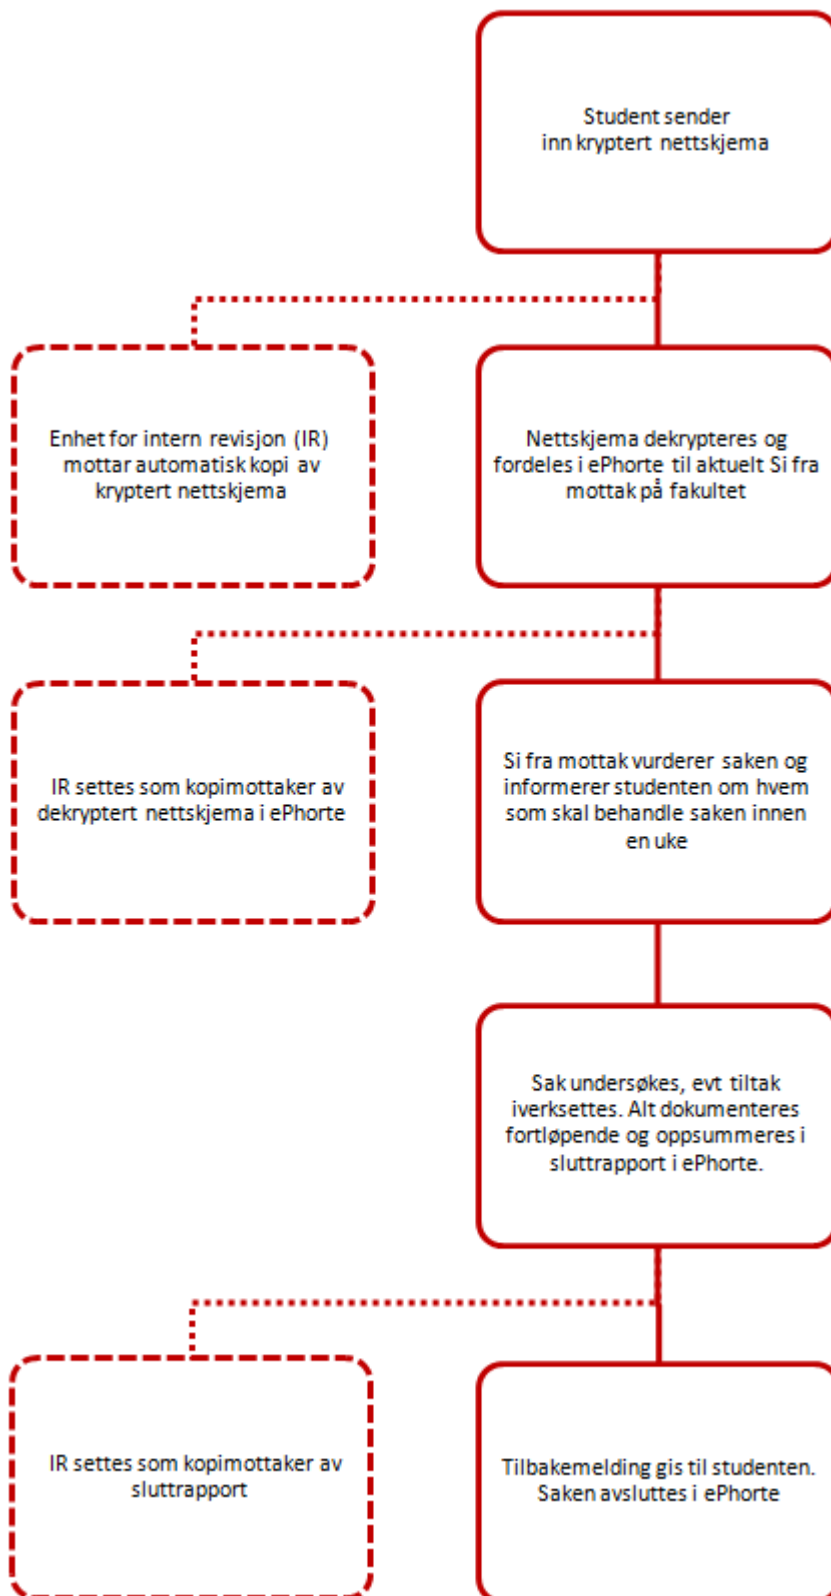 Student sender
inn kryptert nettskjema
Enhet for intern revisjon (IR)
mottar automatisk kopi av
kryptert nettskjema
Nettskjema dekrypteres og
fordeles i ePhorte til aktuelt Si fra
mottak på fakultet
IR settes som kopimottaker av
dekryptert nettskjema i ePhorte
Si fra mottak vurderer saken og
informerer studenten om hvem
som skal behandle saken innen
en uke
Sak undersøkes, evt tiltak
iverksettes. Alt dokumenteres
fortløpende og oppsummeres i
sluttrapport i ePhorte.
IR settes som kopimottaker av
sluttrapport
Tilbakemelding gis til studenten.
Saken avsluttes i ePhorte